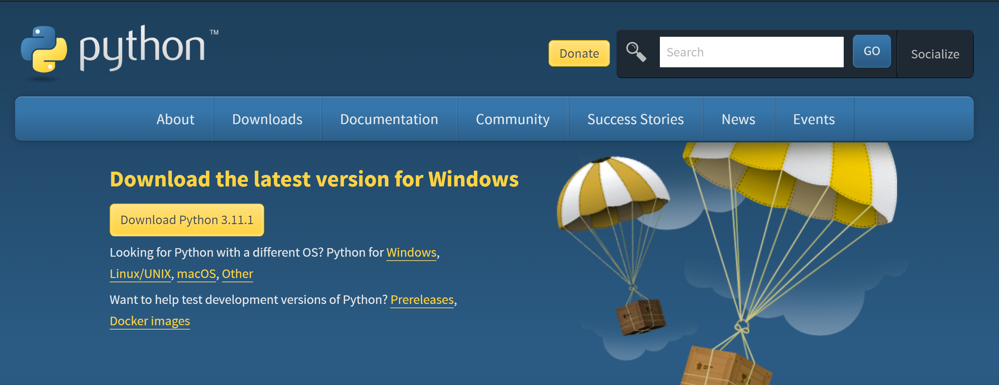 python™
Donate
Search
GO
Socialize
About
Downloads
Documentation
Community
Success Stories
News
Events
Download the latest version for Windows
Download Python 3.11.1
Looking for Python with a different OS? Python for Windows,
Linux/UNIX, macOS, Other
Want to help test development versions of Python? Prereleases,
Docker images